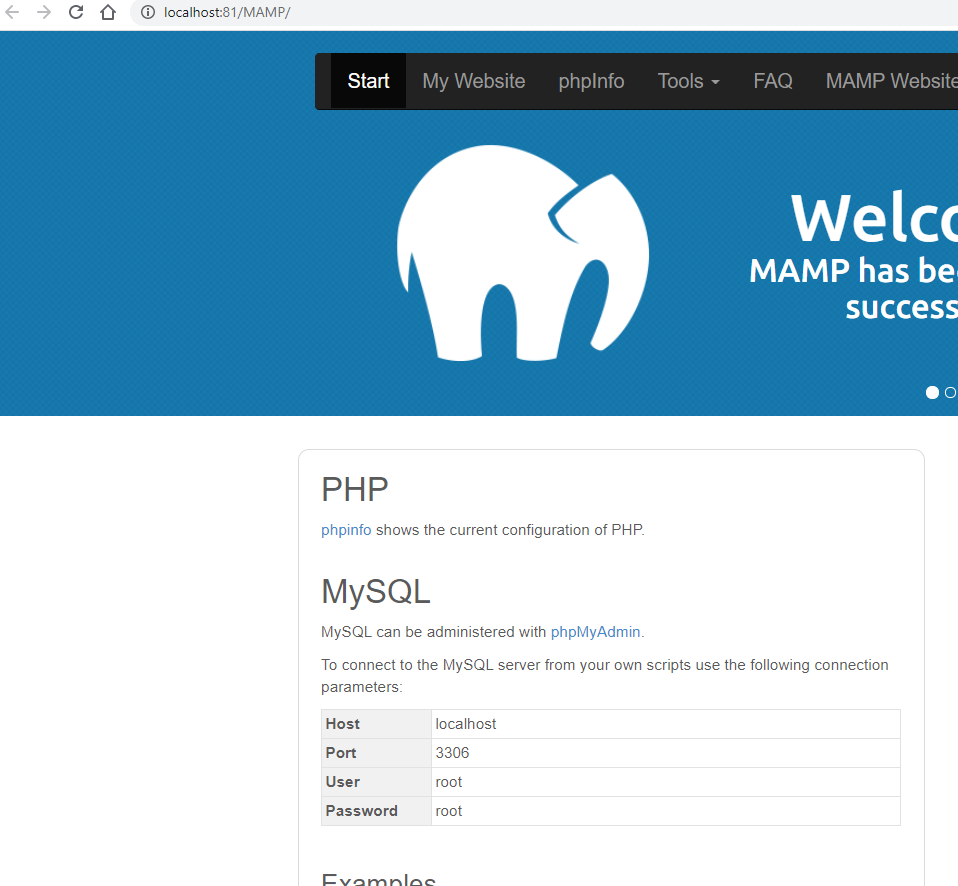 localhost:81/MAMP/
Start My Website phpInfo Tools FAQ MAMP Website
Welco
MAMP has bee
success
PHP
phpinfo shows the current configuration of PHP.
MySQL
MySQL can be administered with phpMyAdmin.
To connect to the MySQL server from your own scripts use the following connection
parameters:
Host localhost
Port 3306
User root
Password root
Examples